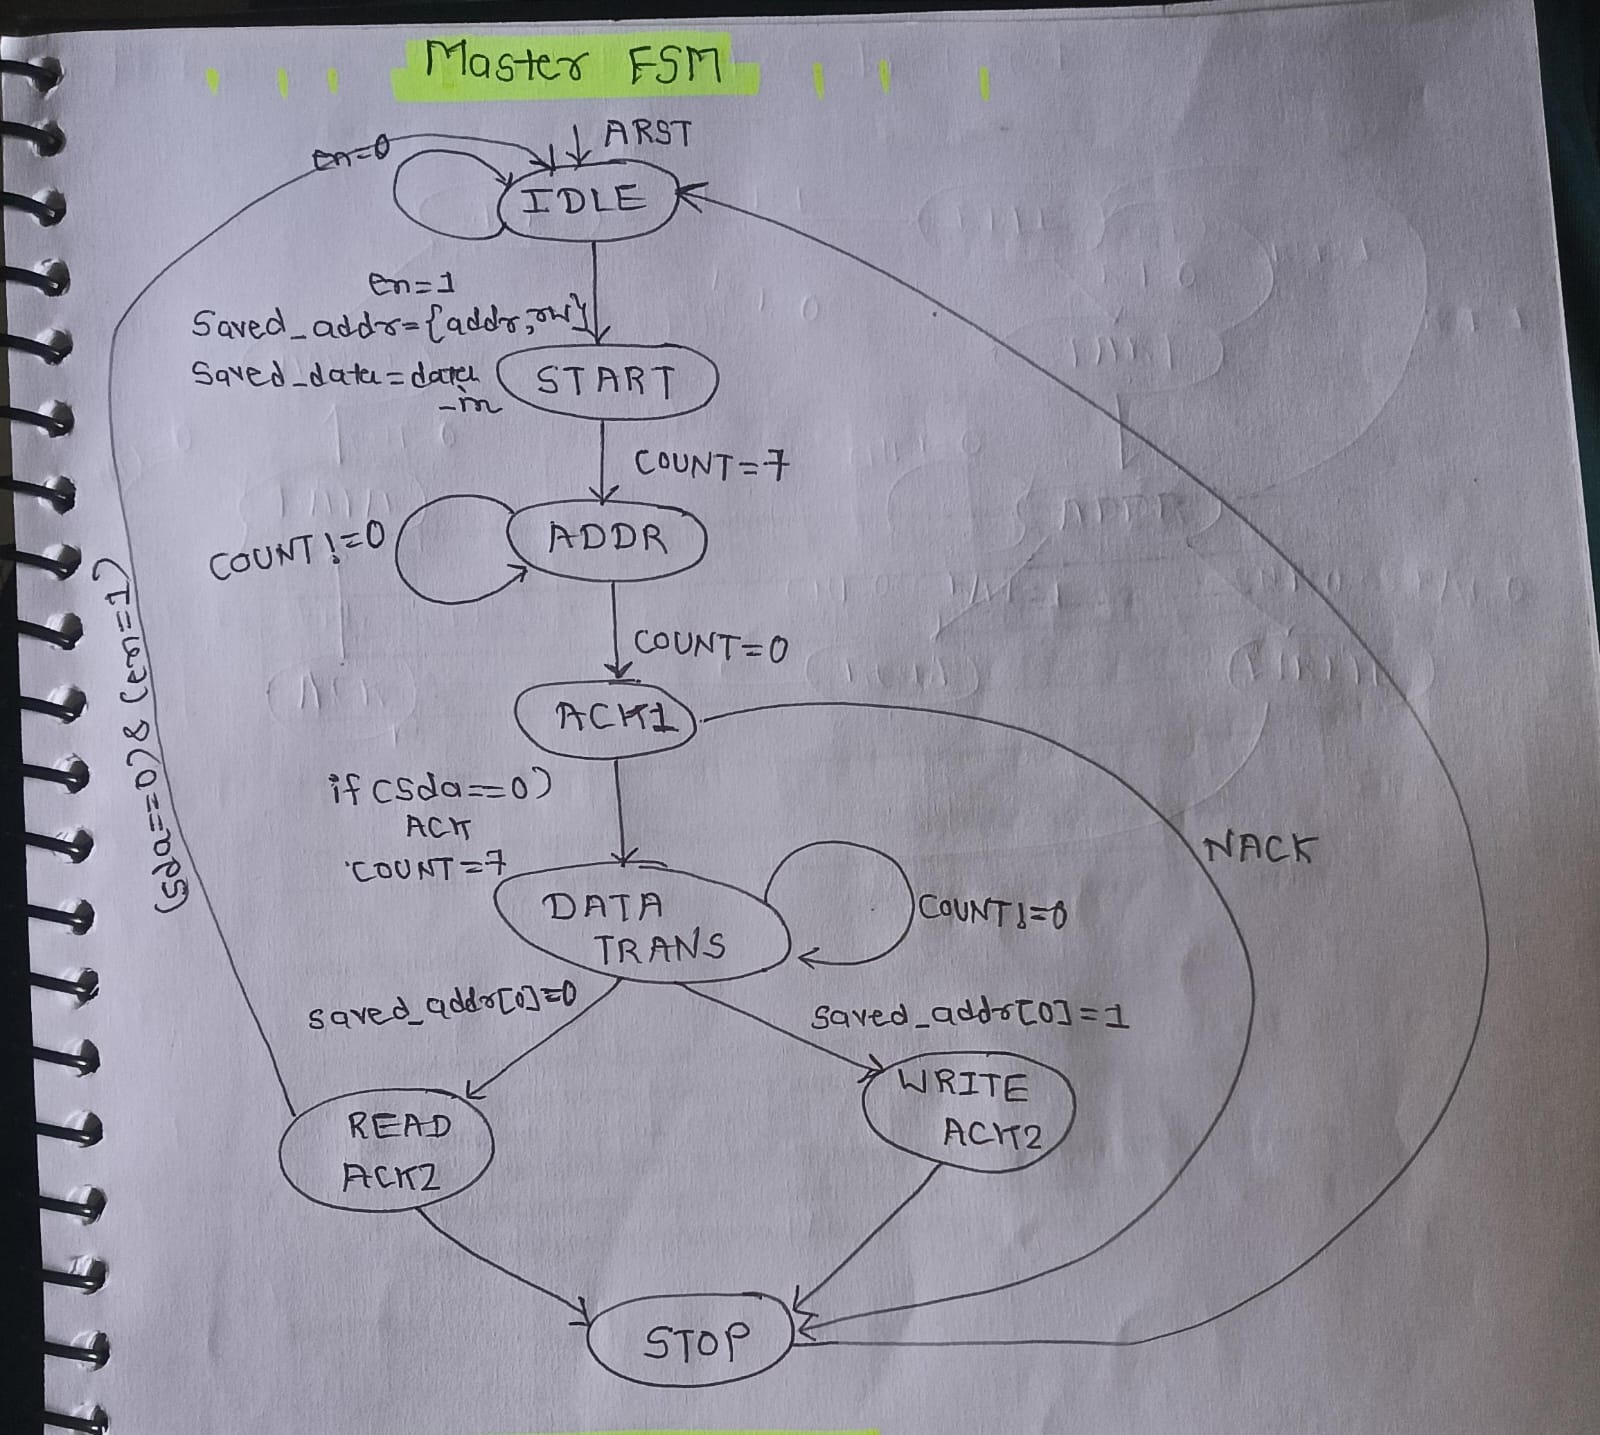 Master FSM
ARST
en=0
IDLE
en=1
Saved_addr={addr,rw}
Saved_data=data
_in
START
COUNT=7
ADDR
COUNT!=0
COUNT=0
ACK1
if(sda==0)
ACK
COUNT=7
NACK
DATA
TRANS
COUNT!=0
(sda==0)&(en=1)
saved_addr[0]=0
saved_addr[0]=1
READ
ACK2
WRITE
ACK2
STOP